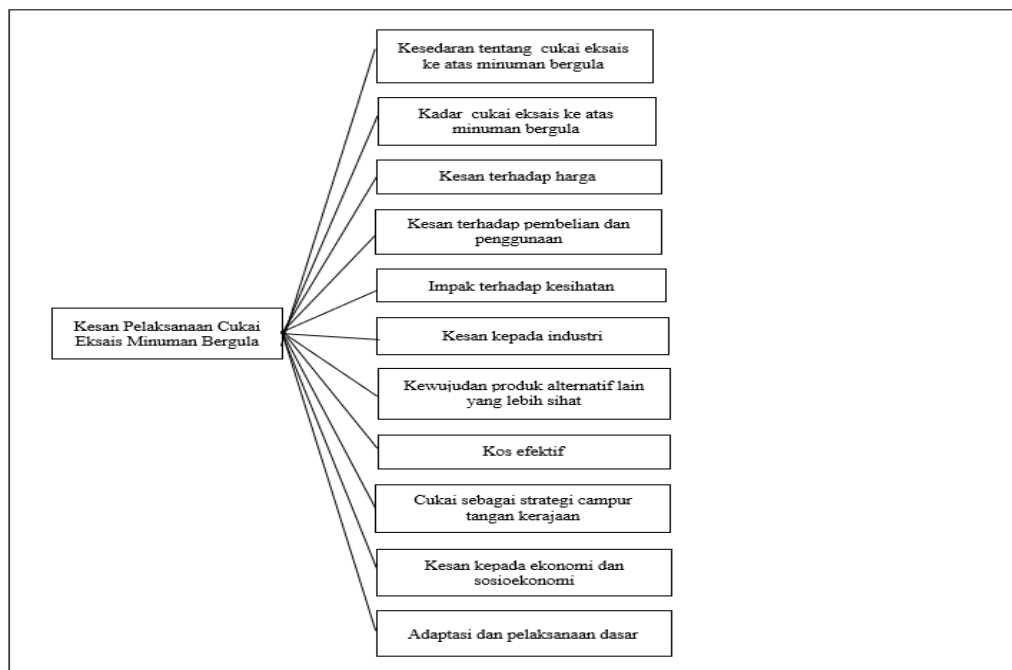 Kesedaran tentang cukai eksais
ke atas minuman bergula
Kadar cukai eksais ke atas
minuman bergula
Kesan terhadap harga
Kesan terhadap pembelian dan
penggunaan
Impak terhadap kesihatan
Kesan Pelaksanaan Cukai
Eksais Minuman Bergula
Kesan kepada industri
Kewujudan produk alternatif lain
yang lebih sihat
Kos efektif
Cukai sebagai strategi campur
tangan kerajaan
Kesan kepada ekonomi dan
sosioekonomi
Adaptasi dan pelaksanaan dasar